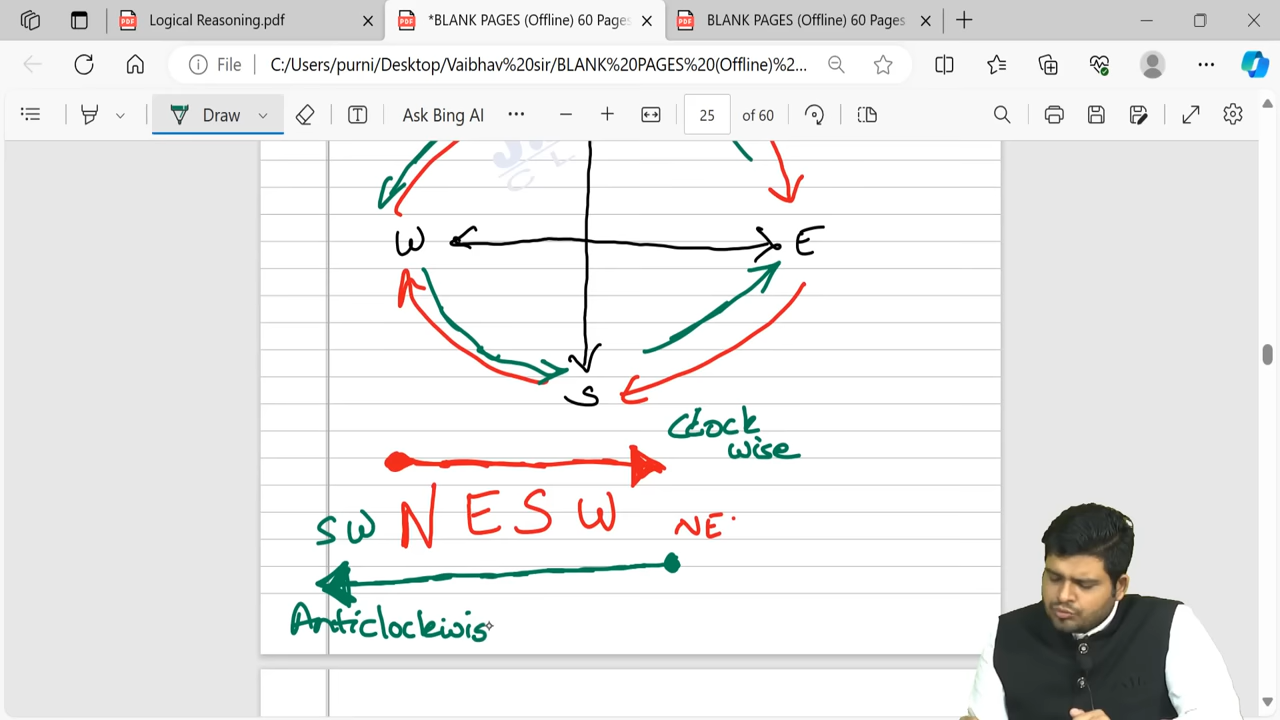 Logical Reasoning.pdf
*BLANK PAGES (Offline) 60 Pages
BLANK PAGES (Offline) 60 Pages
File
C:/Users/purni/Desktop/Vaibhav%20sir/BLANK%20PAGES%20(Offline)%2...
Draw
Ask Bing AI
25
of 60
W
E
S
Clock
wise
S W
N E S W
NE
Anticlockwis